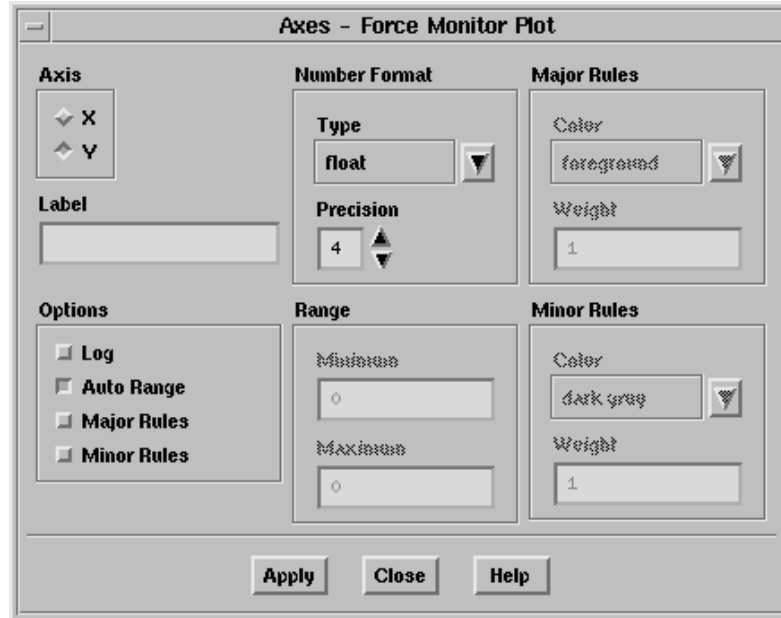 Axes - Force Monitor Plot
Axis
X
Y
Label
Options
Log
Auto Range
Major Rules
Minor Rules
Number Format
Type
float
Precision
4
Range
Minimum
0
Maximum
0
Major Rules
Color
foreground
Weight
1
Minor Rules
Color
dark gray
Weight
1
Apply Close Help